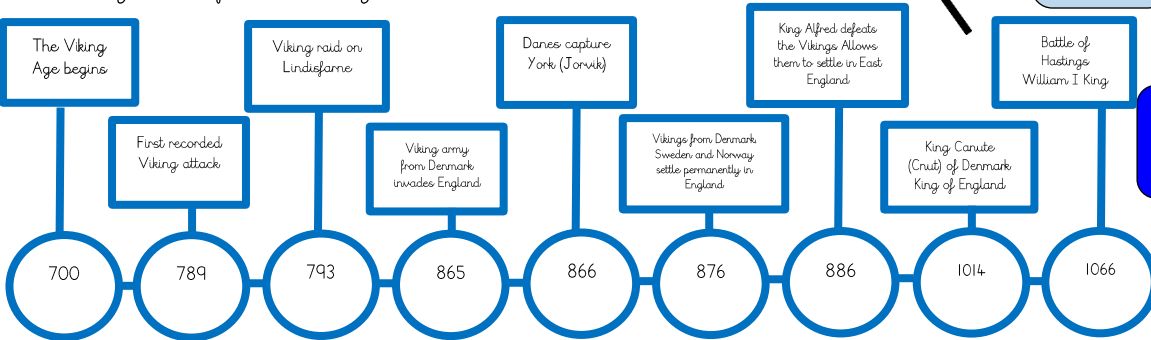 The Viking
Age begins
First recorded
Viking attack
Viking raid on
Lindisfarne
Viking army
from Denmark
invades England
Danes capture
York (Jorvik)
Vikings from Denmark,
Sweden and Norway
settle permanently in
England
King Alfred defeats
the Vikings Allows
them to settle in East
England
King Canute
(Cnut) of Denmark
King of England
Battle of
Hastings
William I King
700
789
793
865
866
876
886
1014
1066